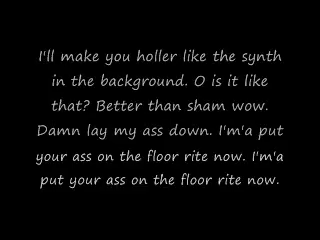 I'll make you holler like the synth
in the background. O is it like
that? Better than sham wow.
Damn lay my ass down. I'm'a put
your ass on the floor rite now. I'm'a
put your ass on the floor rite now.